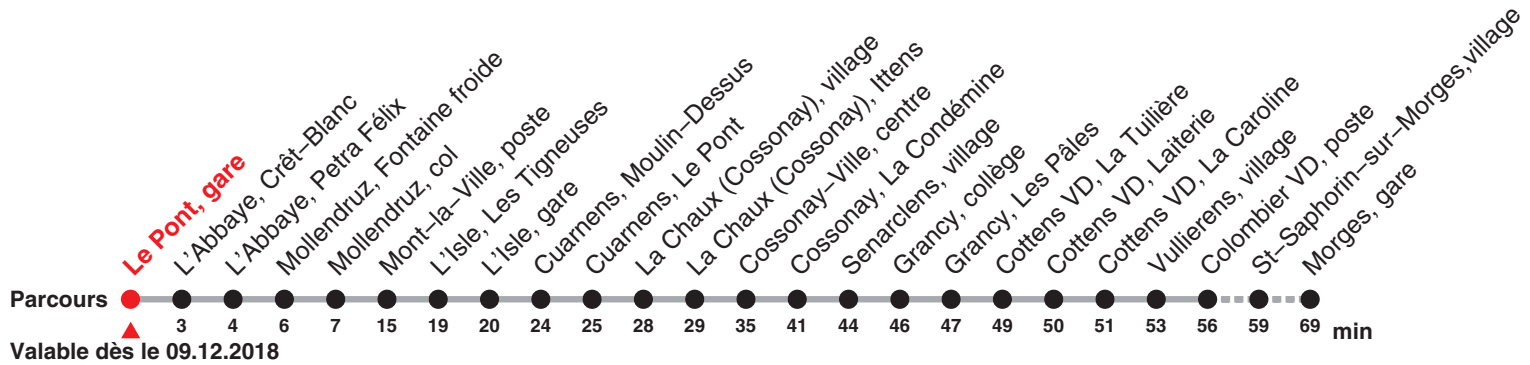 Le Pont, gare
L'Abbaye, Crêt–Blanc
L'Abbaye, Petra Félix
Mollendruz, Fontaine froide
Mollendruz, col
Mont–la–Ville, poste
L'Isle, Les Tigneuses
L'Isle, gare
Cuarnens, Moulin–Dessus
Cuarnens, Le Pont
La Chaux (Cossonay), village
La Chaux (Cossonay), Ittens
Cossonay–Ville, centre
Cossonay, La Condémine
Senarclens, village
Grancy, collège
Grancy, Les Pâles
Cottens VD, La Tuilière
Cottens VD, Laiterie
Cottens VD, La Caroline
Vullierens, village
Colombier VD, poste
St–Saphorin–sur–Morges,village
Morges, gare
Parcours
3 4 6 7 15 19 20 24 25 28 29 35 41 44 46 47 49 50 51 53 56 59 69 min
Valable dès le 09.12.2018